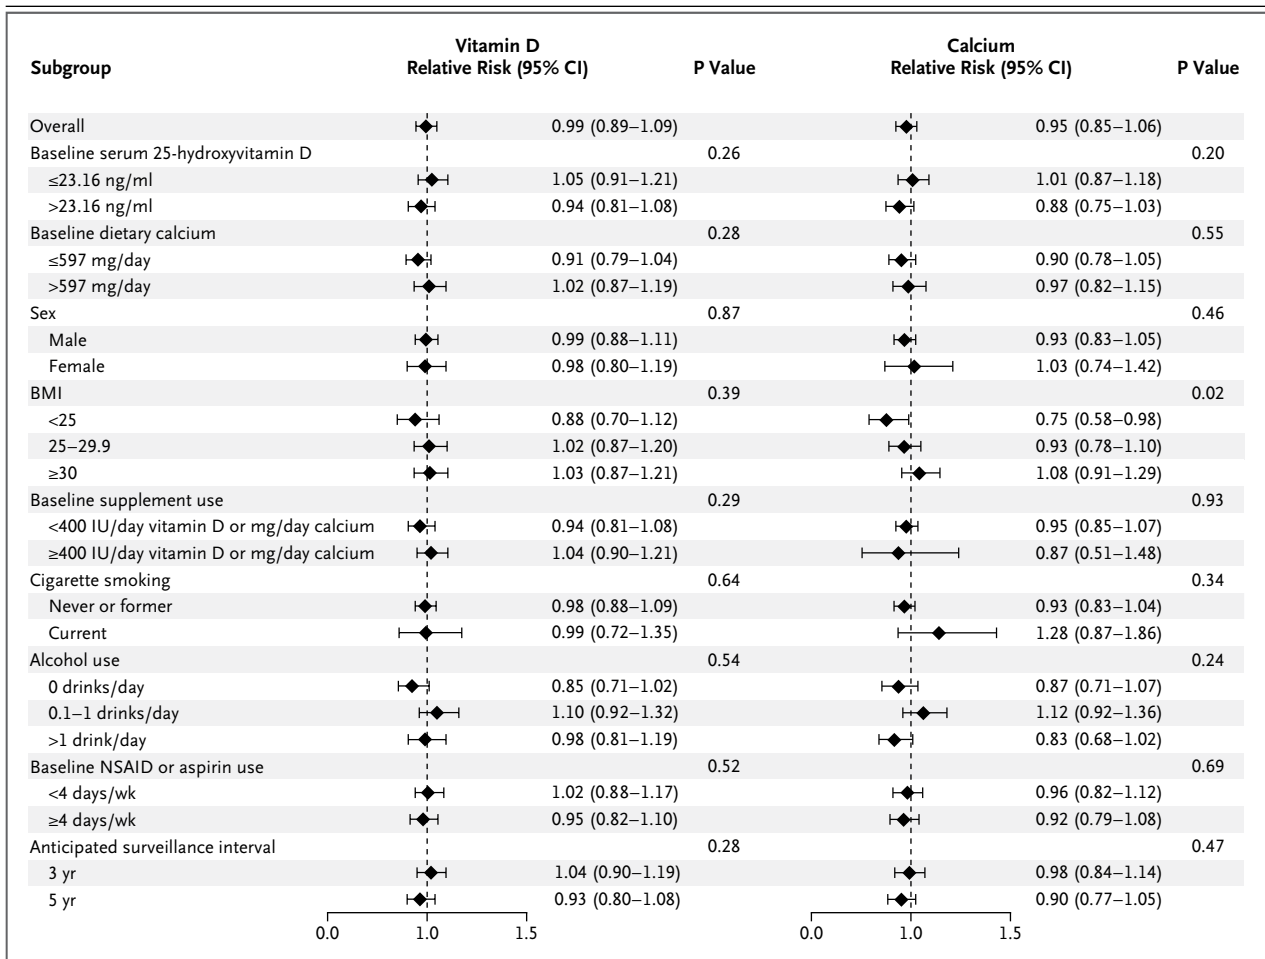 Vitamin D Calcium
Subgroup Relative Risk (95% CI) P Value Relative Risk (95% CI) P Value
Overall 0.99 (0.89–1.09) 0.95 (0.85–1.06)
Baseline serum 25-hydroxyvitamin D 0.26 0.20
≤23.16 ng/ml 1.05 (0.91–1.21) 1.01 (0.87–1.18)
>23.16 ng/ml 0.94 (0.81–1.08) 0.88 (0.75–1.03)
Baseline dietary calcium 0.28 0.55
≤597 mg/day 0.91 (0.79–1.04) 0.90 (0.78–1.05)
>597 mg/day 1.02 (0.87–1.19) 0.97 (0.82–1.15)
Sex 0.87 0.46
Male 0.99 (0.88–1.11) 0.93 (0.83–1.05)
Female 0.98 (0.80–1.19) 1.03 (0.74–1.42)
BMI 0.39 0.02
<25 0.88 (0.70–1.12) 0.75 (0.58–0.98)
25–29.9 1.02 (0.87–1.20) 0.93 (0.78–1.10)
≥30 1.03 (0.87–1.21) 1.08 (0.91–1.29)
Baseline supplement use 0.29 0.93
<400 IU/day vitamin D or mg/day calcium 0.94 (0.81–1.08) 0.95 (0.85–1.07)
≥400 IU/day vitamin D or mg/day calcium 1.04 (0.90–1.21) 0.87 (0.51–1.48)
Cigarette smoking 0.64 0.34
Never or former 0.98 (0.88–1.09) 0.93 (0.83–1.04)
Current 0.99 (0.72–1.35) 1.28 (0.87–1.86)
Alcohol use 0.54 0.24
0 drinks/day 0.85 (0.71–1.02) 0.87 (0.71–1.07)
0.1–1 drinks/day 1.10 (0.92–1.32) 1.12 (0.92–1.36)
>1 drink/day 0.98 (0.81–1.19) 0.83 (0.68–1.02)
Baseline NSAID or aspirin use 0.52 0.69
<4 days/wk 1.02 (0.88–1.17) 0.96 (0.82–1.12)
≥4 days/wk 0.95 (0.82–1.10) 0.92 (0.79–1.08)
Anticipated surveillance interval 0.28 0.47
3 yr 1.04 (0.90–1.19) 0.98 (0.84–1.14)
5 yr 0.93 (0.80–1.08) 0.90 (0.77–1.05)
0.0 1.0 1.5 0.0 1.0 1.5